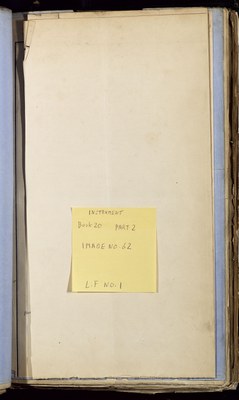 INSTRUMENT
Book 20 PART. 2
IMAGE NO. 62
L.F NO. 1